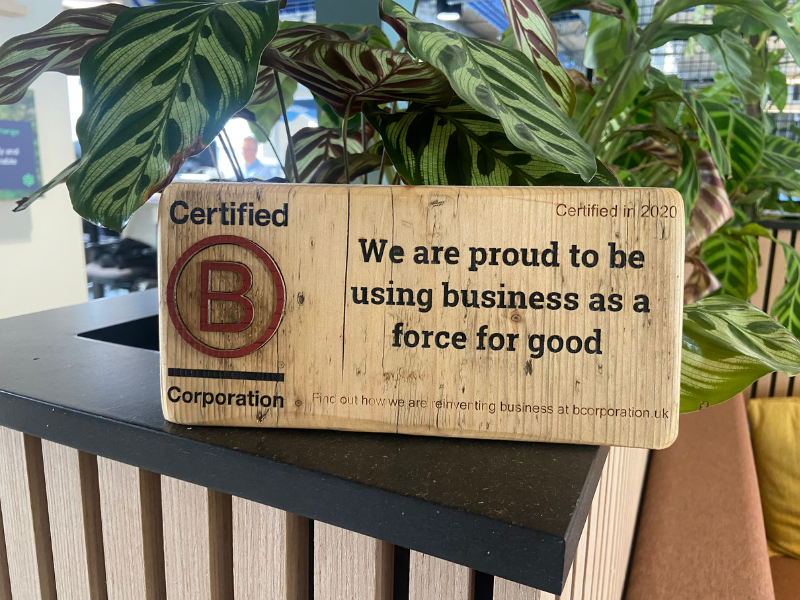 Certified
B
Corporation
Certified in 2020
We are proud to be
using business as a
force for good
Find out how we are reinventing business at bcorporation.uk